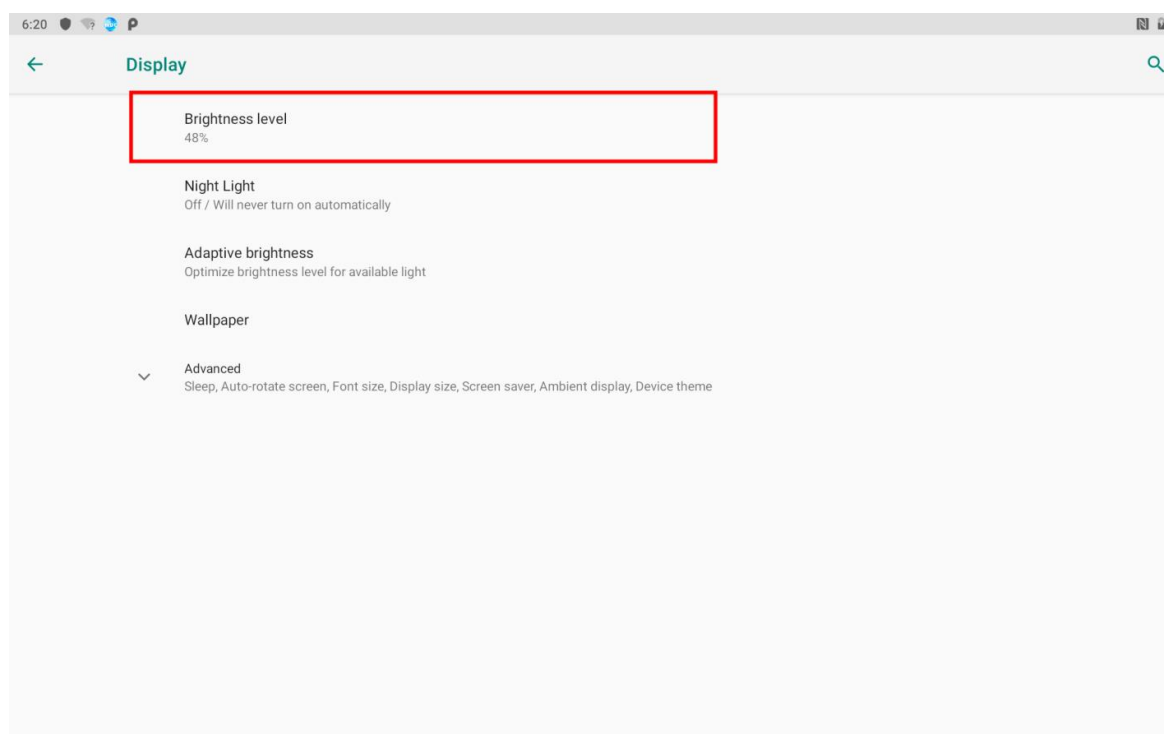 6:20
Display
Brightness level
48%
Night Light
Off / Will never turn on automatically
Adaptive brightness
Optimize brightness level for available light
Wallpaper
Advanced
Sleep, Auto-rotate screen, Font size, Display size, Screen saver, Ambient display, Device theme